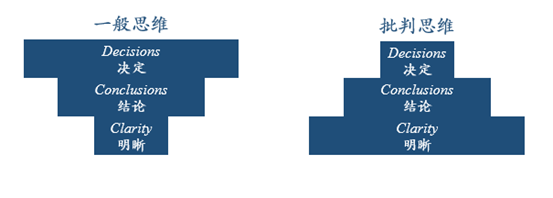 一般思维
Decisions
决定
Conclusions
结论
Clarity
明晰
批判思维
Decisions
决定
Conclusions
结论
Clarity
明晰